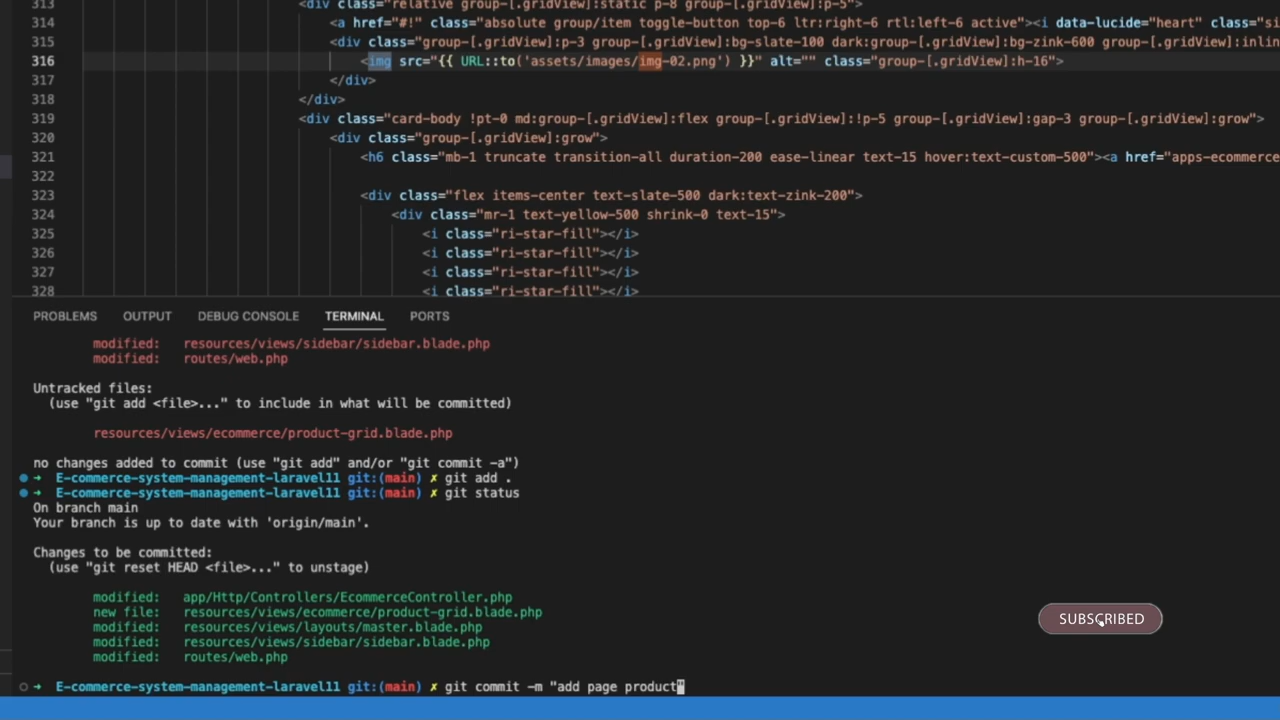 313 <div class="relative group-[.gridView]:static p-8 group-[.gridView]:p-5">
314 <a href="#!" class="absolute group/item toggle-button top-6 ltr:right-6 rtl:left-6 active"><i data-lucide="heart" class="si
315 <div class="group-[.gridView]:p-3 group-[.gridView]:bg-slate-100 dark:group-[.gridView]:bg-zink-600 group-[.gridView]:inlin
316 <img src="{{ URL::to('assets/images/img-02.png') }}" alt="" class="group-[.gridView]:h-16">
317 </div>
318 </div>
319 <div class="card-body !pt-0 md:group-[.gridView]:flex group-[.gridView]:!p-5 group-[.gridView]:gap-3 group-[.gridView]:grow">
320 <div class="group-[.gridView]:grow">
321 <h6 class="mb-1 truncate transition-all duration-200 ease-linear text-15 hover:text-custom-500"><a href="apps-ecommerce
322
323 <div class="flex items-center text-slate-500 dark:text-zink-200">
324 <div class="mr-1 text-yellow-500 shrink-0 text-15">
325 <i class="ri-star-fill"></i>
326 <i class="ri-star-fill"></i>
327 <i class="ri-star-fill"></i>
328 <i class="ri-star-fill"></i>
PROBLEMS OUTPUT DEBUG CONSOLE TERMINAL PORTS
modified: resources/views/sidebar/sidebar.blade.php
modified: routes/web.php
Untracked files:
(use "git add <file>..." to include in what will be committed)
resources/views/ecommerce/product-grid.blade.php
no changes added to commit (use "git add" and/or "git commit -a")
➜ E-commerce-system-management-laravel11 git:(main) ✗ git add .
➜ E-commerce-system-management-laravel11 git:(main) ✗ git status
On branch main
Your branch is up to date with 'origin/main'.
Changes to be committed:
(use "git reset HEAD <file>..." to unstage)
modified: app/Http/Controllers/EcommerceController.php
new file: resources/views/ecommerce/product-grid.blade.php
modified: resources/views/layouts/master.blade.php
modified: resources/views/sidebar/sidebar.blade.php
modified: routes/web.php
SUBSCRIBED
➜ E-commerce-system-management-laravel11 git:(main) ✗ git commit -m "add page product"